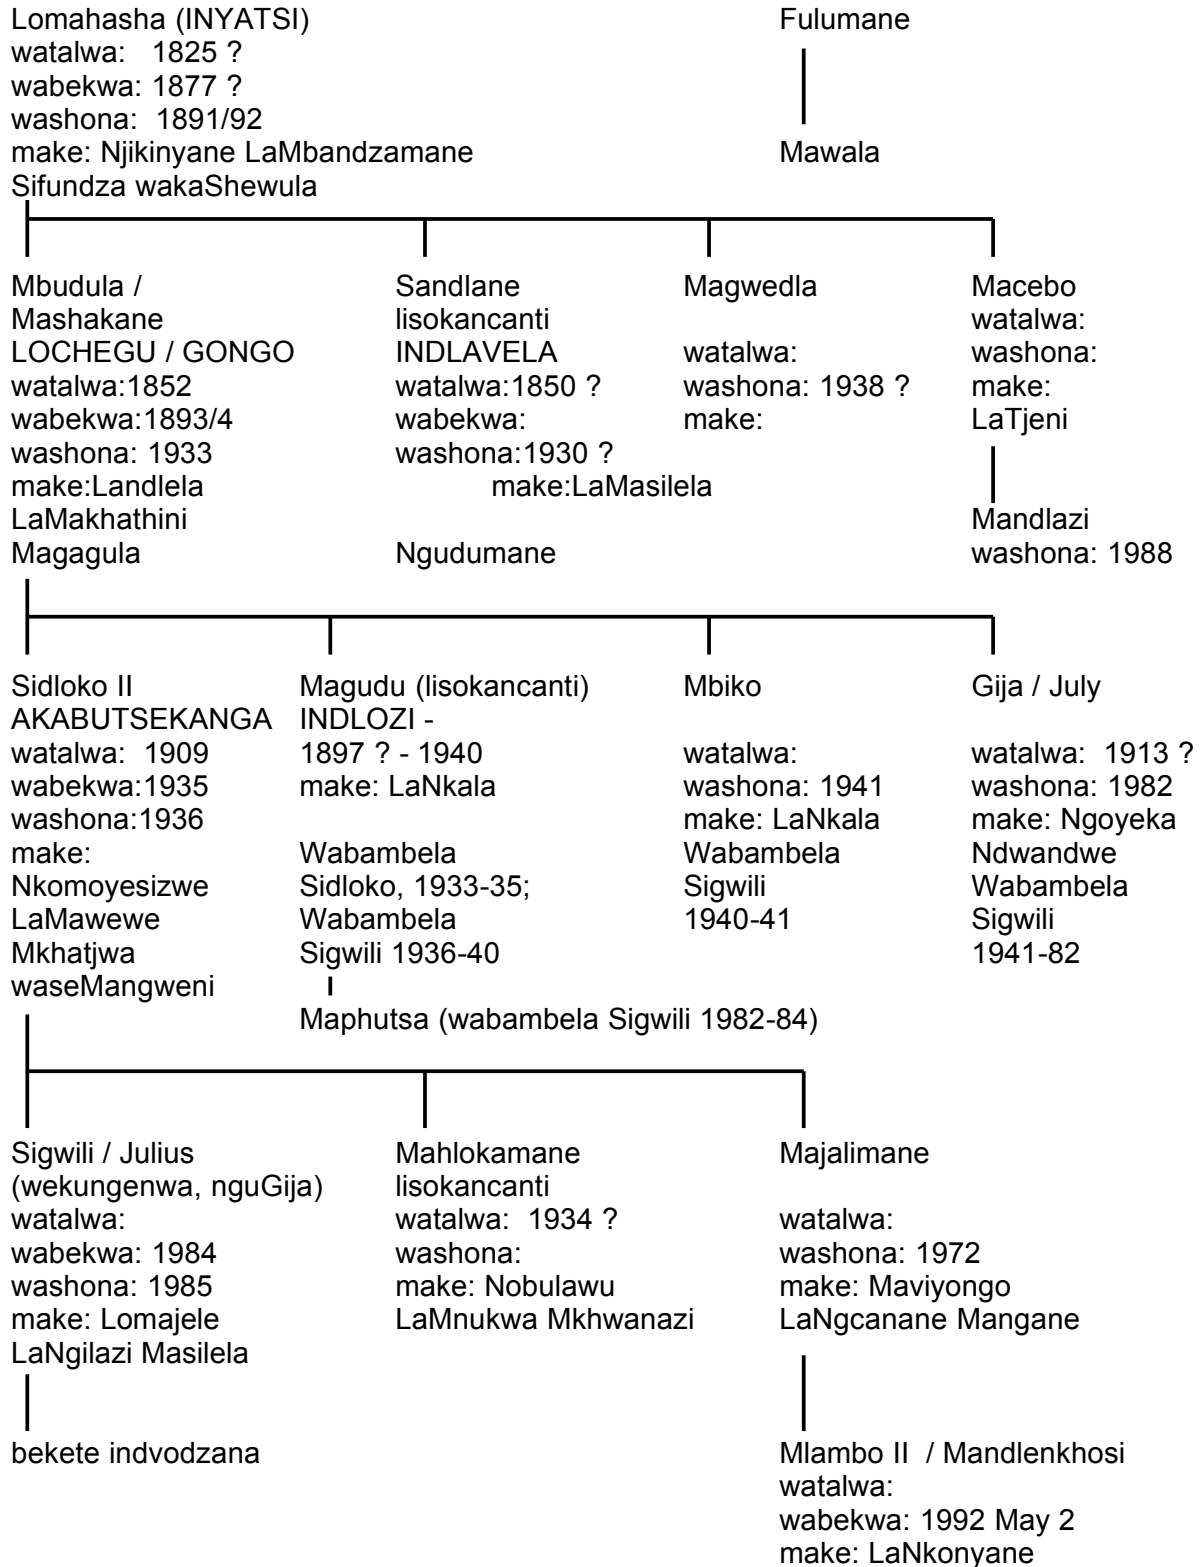 Lomahasha (INYATSI)
watalwa: 1825 ?
wabekwa: 1877 ?
washona: 1891/92
make: Njikinyane LaMbandzamane
Sifundza wakaShewula
Fulumane
Mawala
Mbudula /
Mashakane
LOCHEGU / GONGO
watalwa:1852
wabekwa:1893/4
washona: 1933
make:Landlela
LaMakhathini
Magagula
Sandlane
lisokancanti
INDLAVELA
watalwa:1850 ?
wabekwa:
washona:1930 ?
make:LaMasilela
Ngudumane
Magwedla
watalwa:
washona: 1938 ?
make:
Macebo
watalwa:
washona:
make:
LaTjeni
Mandlazi
washona: 1988
Sidloko II
AKABUTSEKANGA
watalwa: 1909
wabekwa:1935
washona:1936
make:
Nkomoyesizwe
LaMawewe
Mkhatjwa
waseMangweni
Magudu (lisokancanti)
INDLOZI -
1897 ? - 1940
make: LaNkala
Wabambela
Sidloko, 1933-35;
Wabambela
Sigwili 1936-40
Maphutsa (wabambela Sigwili 1982-84)
Mbiko
watalwa:
washona: 1941
make: LaNkala
Wabambela
Sigwili
1940-41
Gija / July
watalwa: 1913 ?
washona: 1982
make: Ngoyeka
Ndwandwe
Wabambela
Sigwili
1941-82
Sigwili / Julius
(wekungenwa, nguGija)
watalwa:
wabekwa: 1984
washona: 1985
make: Lomajele
LaNgilazi Masilela
bekete indvodzana
Mahlokamane
lisokancanti
watalwa: 1934 ?
washona:
make: Nobulawu
LaMnukwa Mkhwanazi
Majalimane
watalwa:
washona: 1972
make: Maviyongo
LaNgcanane Mangane
Mlambo II / Mandlenkhosi
watalwa:
wabekwa: 1992 May 2
make: LaNkonyane